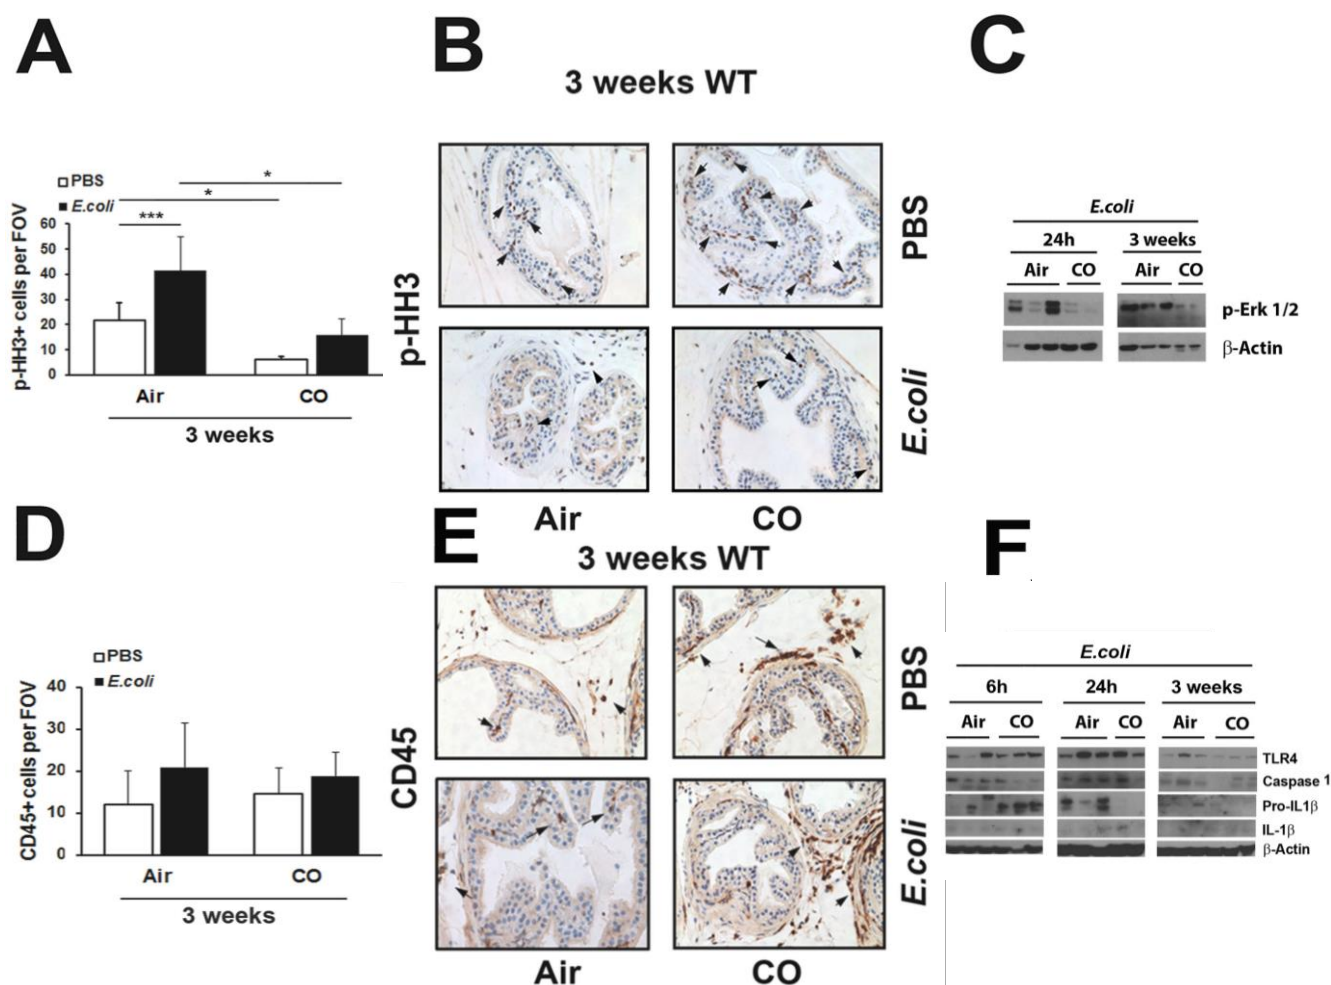 A
PBS
E.coli
*
*
***
p-HH3+ cells per FOV
60
50
40
30
20
10
0
Air
CO
3 weeks
B
3 weeks WT
p-HH3
PBS
E.coli
Air
CO
C
E.coli
24h
3 weeks
Air
CO
Air
CO
p-Erk 1/2
β-Actin
D
PBS
E.coli
CD45+cells per FOV
40
30
20
10
0
Air
CO
3 weeks
E
3 weeks WT
CD45
PBS
E.coli
Air
CO
F
E.coli
6h
24h
3 weeks
Air
CO
Air
CO
Air
CO
TLR4
Caspase 1
Pro-IL1β
IL-1β
β-Actin